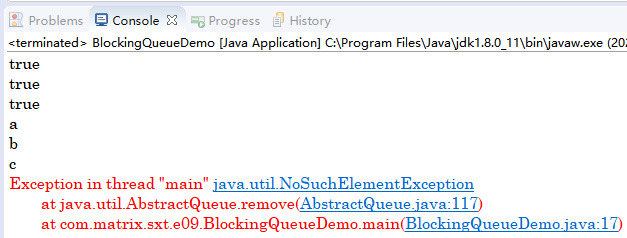 Problems Console Progress History
<terminated> BlockingQueueDemo [Java Application] C:\Program Files\Java\jdk1.8.0_11\bin\javaw.exe (202
true
true
true
a
b
c
Exception in thread "main" java.util.NoSuchElementException
at java.util.AbstractQueue.remove(AbstractQueue.java:117)
at com.matrix.sxt.e09.BlockingQueueDemo.main(BlockingQueueDemo.java:17)